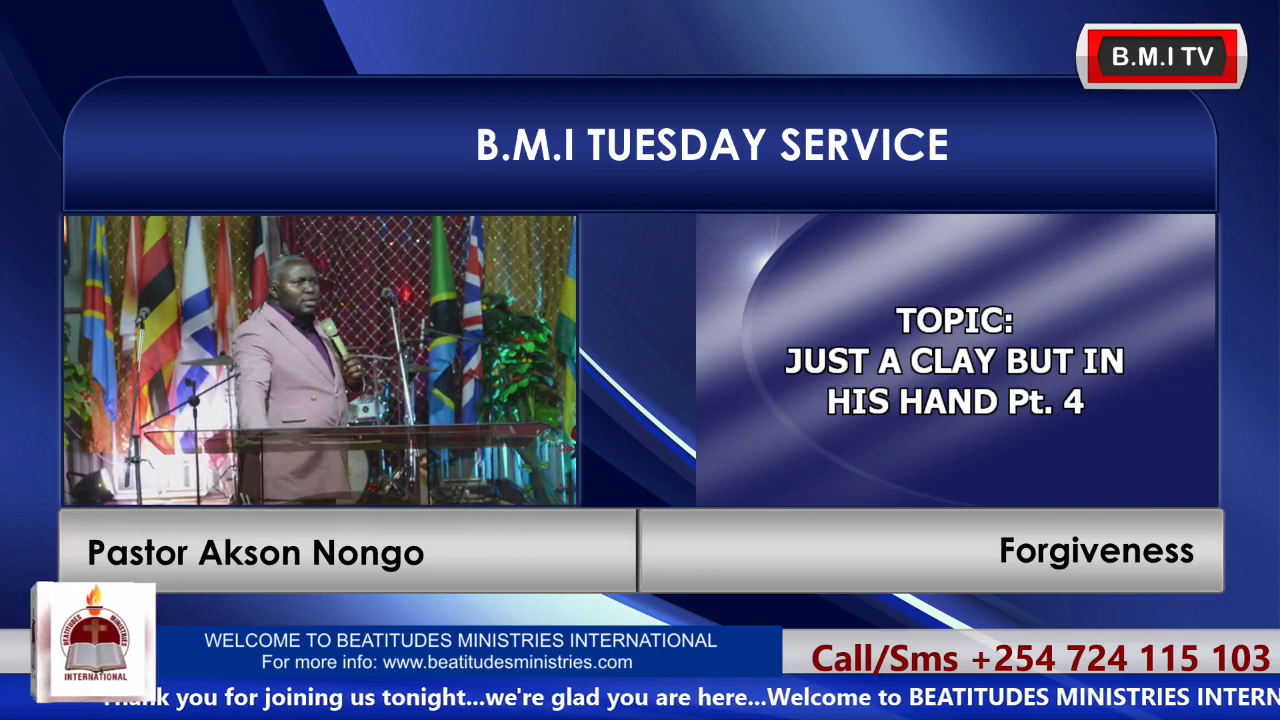 B.M.I TV
B.M.I TUESDAY SERVICE
TOPIC:
JUST A CLAY BUT IN
HIS HAND Pt. 4
Pastor Akson Nongo
Forgiveness
BEATITUDES MINISTRIES
INTERNATIONAL
WELCOME TO BEATITUDES MINISTRIES INTERNATIONAL
For more info: www.beatitudesministries.com
Call/Sms +254 724 115 103
hank you for joining us tonight...we're glad you are here...Welcome to BEATITUDES MINISTRIES INTERN